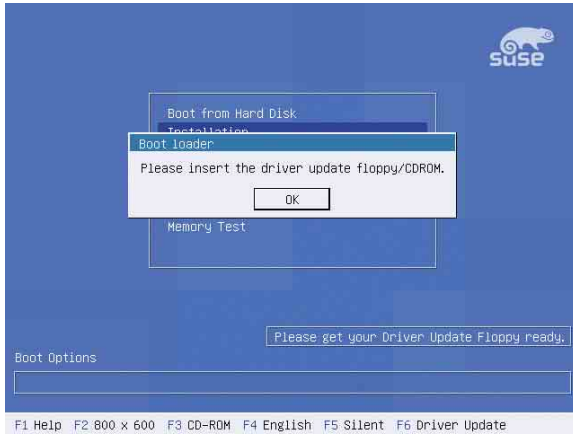 SUSE
Boot from Hard Disk
Installation
Boot loader
Please insert the driver update floppy/CDROM.
OK
Memory Test
Please get your Driver Update Floppy ready.
Boot Options
F1 Help F2 800 x 600 F3 CD-ROM F4 English F5 Silent F6 Driver Update